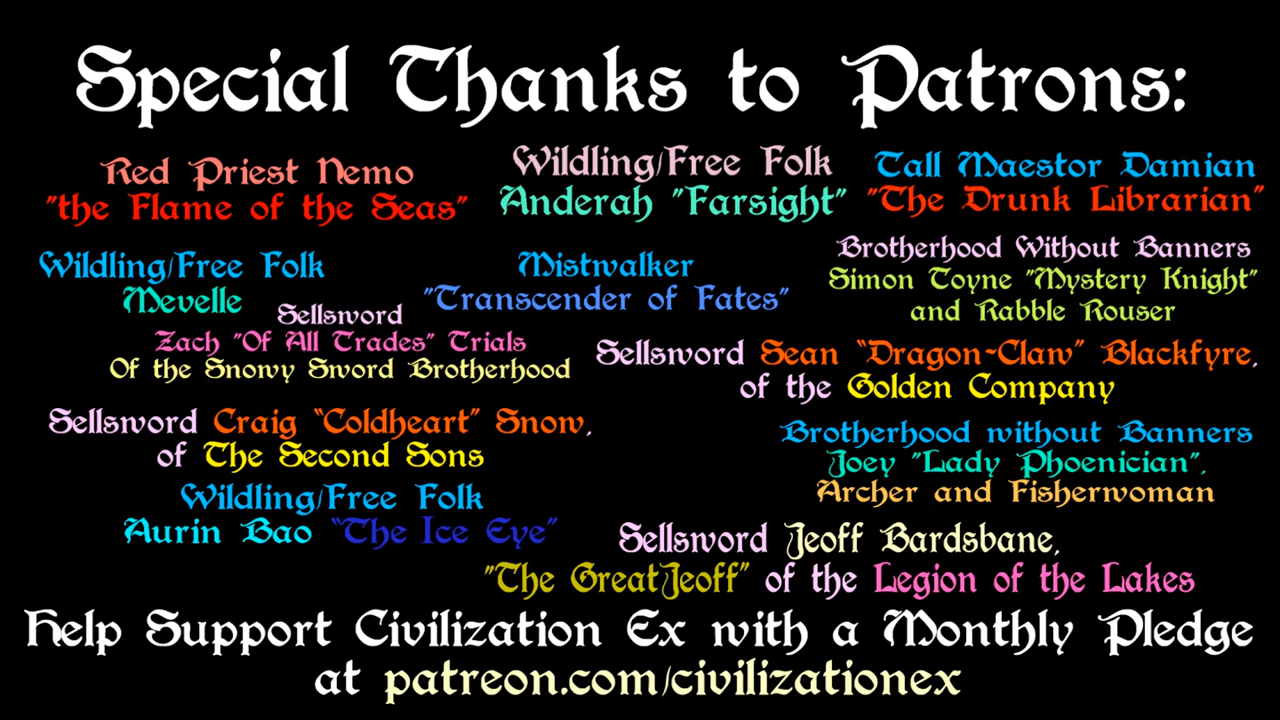 Special Thanks to Patrons:
Red Priest Nemo
"the Flame of the Seas"
Wildling/Free Folk
Anderah "Farsight"
Tall Maestor Damian
"The Drunk Librarian"
Wildling/Free Folk
Mevelle
Mistwalker
"Transcender of Fates"
Brotherhood Without Banners
Simon Toyne "Mystery Knight"
and Rabble Rouser
Sellsword
Zach "Of All Trades" Trials
Of the Snowy Sword Brotherhood
Sellsword Sean "Dragon-Claw" Blackfyre,
of the Golden Company
Sellsword Craig "Coldheart" Snow,
of The Second Sons
Brotherhood without Banners
Joey "Lady Phoenician",
Archer and Fisherwoman
Wildling/Free Folk
Aurin Bao "The Ice Eye"
Sellsword Jeoff Bardsbane,
"The GreatJeoff" of the Legion of the Lakes
Help Support Civilization Ex with a Monthly Pledge
at patreon.com/civilizationex